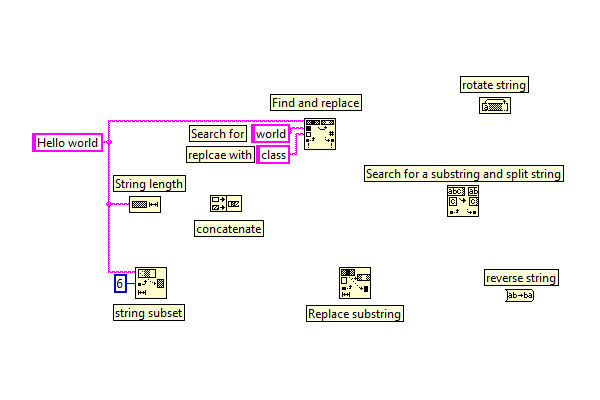 rotate string
Find and replace
Search for
world
Hello world
replcae with
class
Search for a substring and split string
String length
concatenate
reverse string
6
ab→ba
string subset
Replace substring